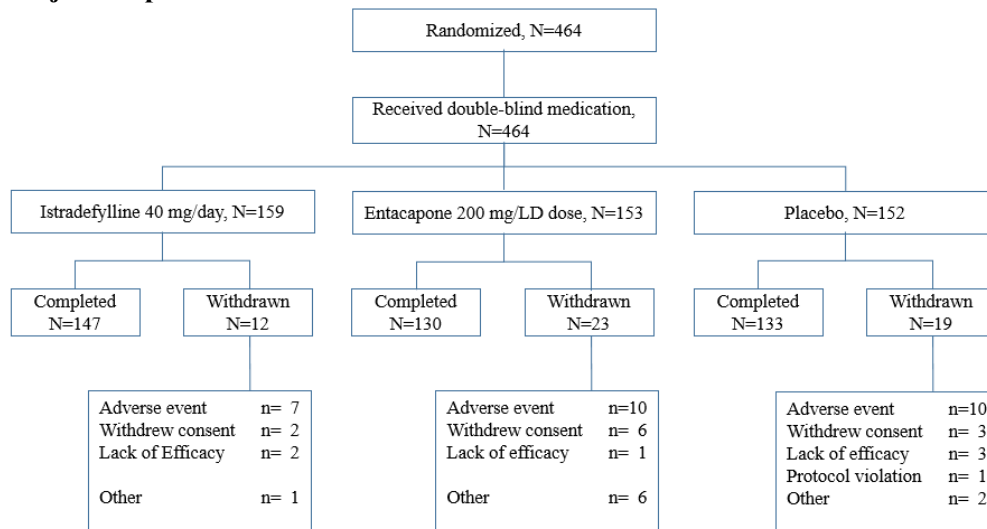 Randomized, N=464
Received double-blind medication,
N=464
Istradefylline 40 mg/day, N=159
Entacapone 200 mg/LD dose, N=153
Placebo, N=152
Completed
N=147
Withdrawn
N=12
Completed
N=130
Withdrawn
N=23
Completed
N=133
Withdrawn
N=19
Adverse event n= 7
Withdrew consent n= 2
Lack of Efficacy n= 2
Other n= 1
Adverse event n=10
Withdrew consent n= 6
Lack of efficacy n= 1
Other n= 6
Adverse event n=10
Withdrew consent n= 3
Lack of efficacy n= 3
Protocol violation n= 1
Other n= 2